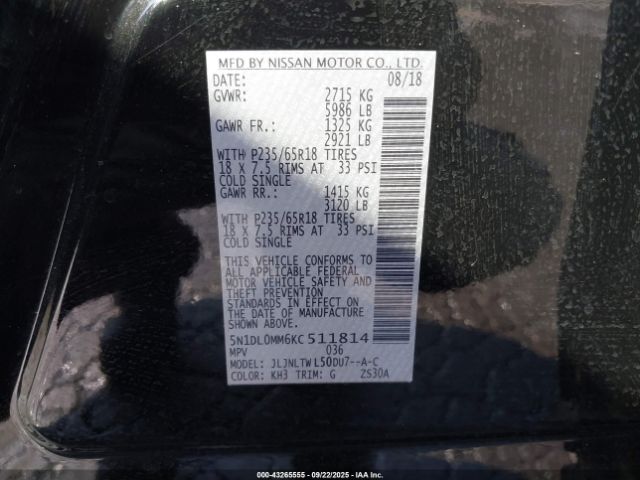 MFD BY NISSAN MOTOR CO., LTD.
DATE: 08/18
GVWR: 2715 KG
5986 LB
GAWR FR.: 1325 KG
2921 LB
WITH P235/65R18 TIRES
18 X 7.5 RIMS AT 33 PSI
COLD SINGLE
GAWR RR.: 1415 KG
3120 LB
WITH P235/65R18 TIRES
18 X 7.5 RIMS AT 33 PSI
COLD SINGLE
THIS VEHICLE CONFORMS TO
ALL APPLICABLE FEDERAL
MOTOR VEHICLE SAFETY AND
THEFT PREVENTION
STANDARDS IN EFFECT ON
THE DATE OF MANUFACTURE
SHOWN ABOVE.
5N1DL0MM6KC511814
MPV 036
MODEL: JLJNLTWL50DU7--A-C
COLOR: KH3 TRIM: G ZS30A
000-43265555 | 09/22/2025 | Copart IAAI